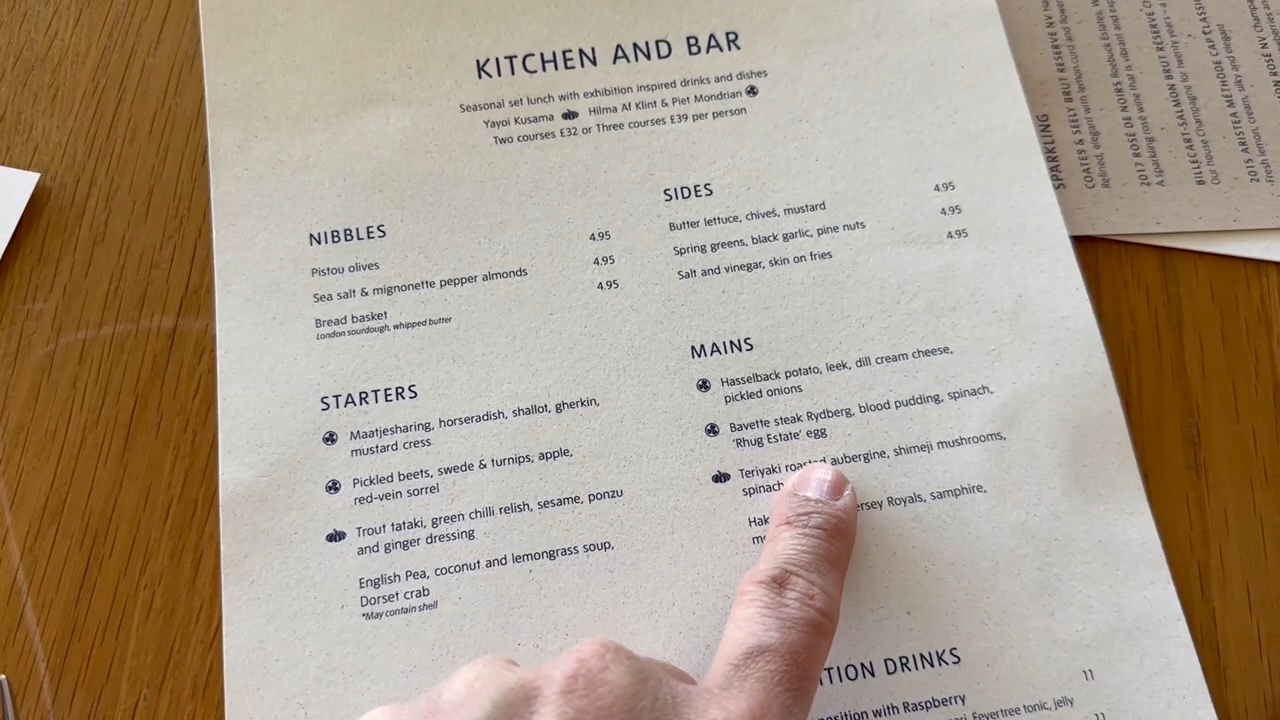 KITCHEN AND BAR
Seasonal set lunch with exhibition inspired drinks and dishes
Yayoi Kusama Hilma Af Klint & Piet Mondrian
Two courses £32 or Three courses £39 per person
NIBBLES
Pistou olives 4.95
Sea salt & mignonette pepper almonds 4.95
Bread basket 4.95
London sourdough, whipped butter
STARTERS
Maatjesharing, horseradish, shallot, gherkin,
mustard cress
Pickled beets, swede & turnips, apple,
red-vein sorrel
Trout tataki, green chilli relish, sesame, ponzu
and ginger dressing
English Pea, coconut and lemongrass soup,
Dorset crab
*May contain shell
SIDES
Butter lettuce, chives, mustard 4.95
Spring greens, black garlic, pine nuts 4.95
Salt and vinegar, skin on fries 4.95
MAINS
Hasselback potato, leek, dill cream cheese,
pickled onions
Bavette steak Rydberg, blood pudding, spinach,
'Rhug Estate' egg
Teriyaki roasted aubergine, shimeji mushrooms,
spinach
Royals, samphire,
DRINKS
with Raspberry 11
Fevertree tonic, jelly
11
SPARKLING
COATES & SEELY BRUT RESERVE NV
Refined, elegant with lemon curd and
2017 ROSÉ DE NOIRS Roebuck Estates,
A sparkling rosé wine that is vibrant and
BILLECART-SALMON BRUT RÉSERVE
Our house Champagne for twenty years
2015 ARISTEA MÉTHODE CAP CLASSI
Fresh lemon, cream, silky and elegant
ROSÉ NV